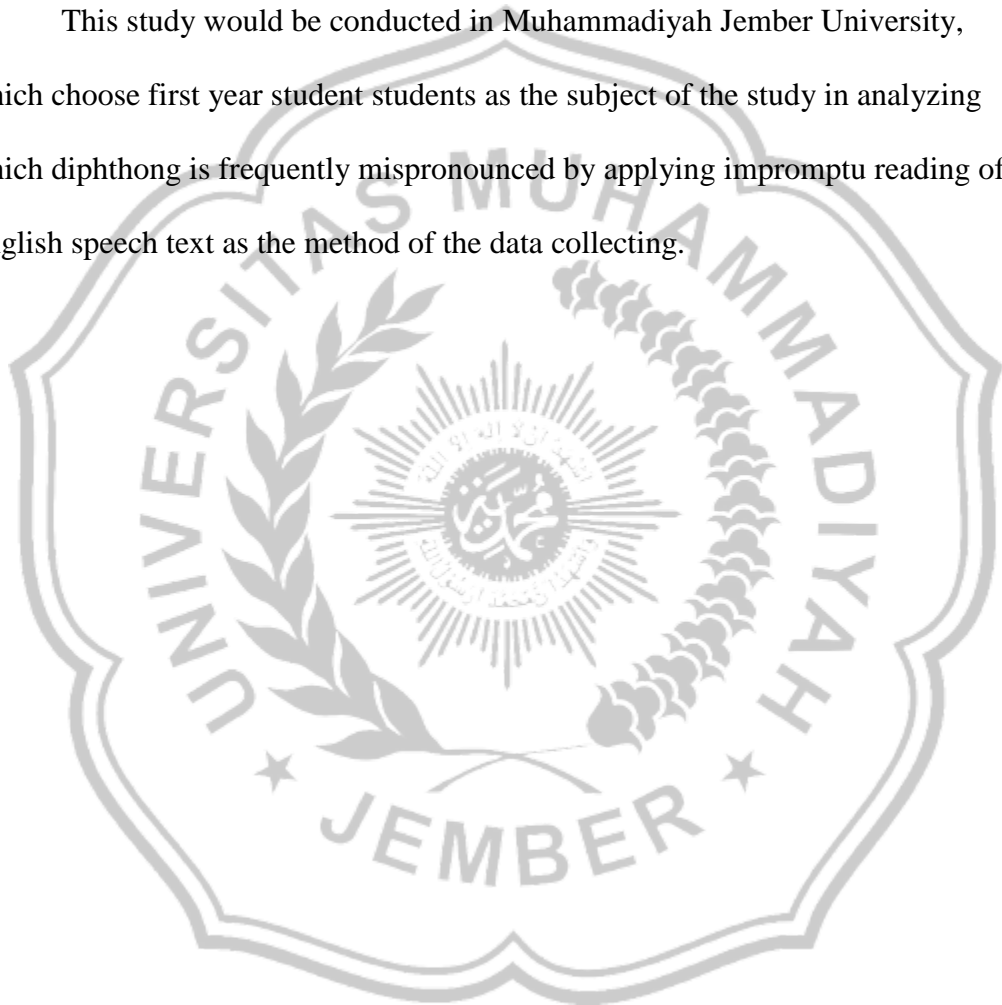 This study would be conducted in Muhammadiyah Jember University,
hich choose first year student students as the subject of the study in analyzing
hich diphthong is frequently mispronounced by applying impromptu reading of
nglish speech text as the method of the data collecting.
UNIVERSITAS MUHAMMADIYAH
JEMBER